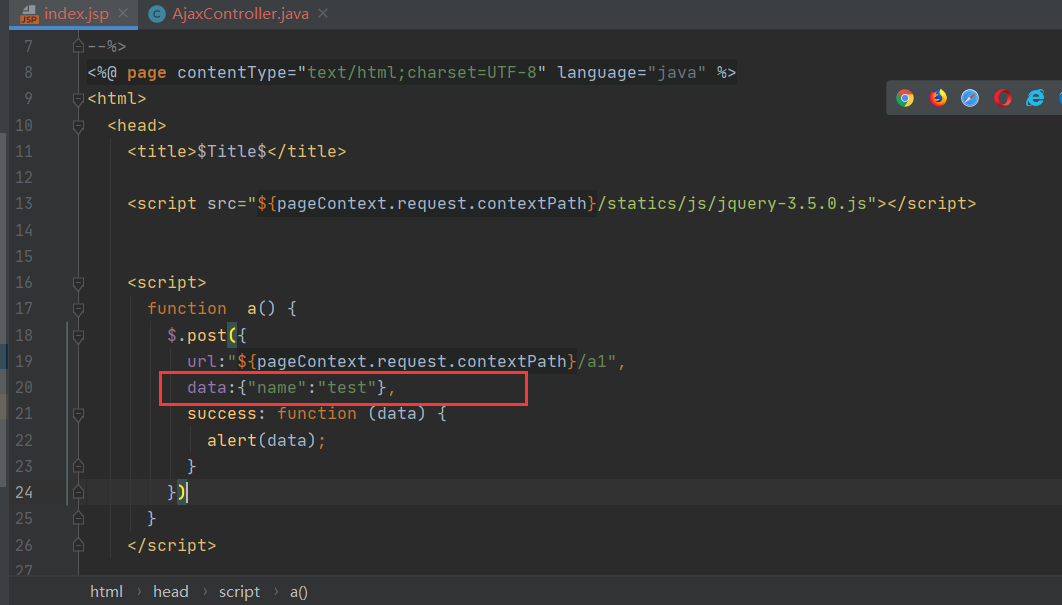 index.jsp AjaxController.java
7 --%>
8 <%@ page contentType="text/html;charset=UTF-8" language="java" %>
9 <html>
10 <head>
11 <title>$Title$</title>
12
13 <script src="${pageContext.request.contextPath}/statics/js/jquery-3.5.0.js"></script>
14
15
16 <script>
17 function  a() {
18 $.post({
19 url:"${pageContext.request.contextPath}/a1",
20 data:{"name":"test"},
21 success: function (data) {
22 alert(data);
23 }
24 })
25 }
26 </script>
27
html › head › script › a()